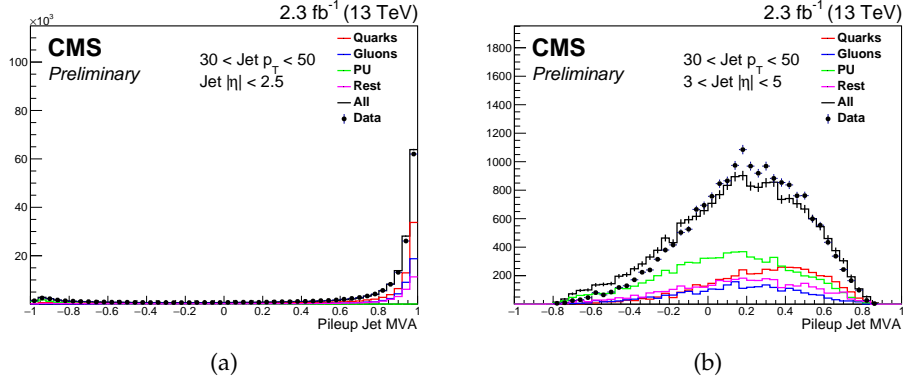 2.3 fb⁻¹ (13 TeV)
×10³
CMS
Preliminary
30 < Jet p_T < 50
Jet |η| < 2.5
Quarks
Gluons
PU
Rest
All
Data
100
80
60
40
20
−1 −0.8 −0.6 −0.4 −0.2 0 0.2 0.4 0.6 0.8 1
Pileup Jet MVA
(a)
2.3 fb⁻¹ (13 TeV)
CMS
Preliminary
30 < Jet p_T < 50
3 < Jet |η| < 5
Quarks
Gluons
PU
Rest
All
Data
1800
1600
1400
1200
1000
800
600
400
200
−1 −0.8 −0.6 −0.4 −0.2 0 0.2 0.4 0.6 0.8 1
Pileup Jet MVA
(b)